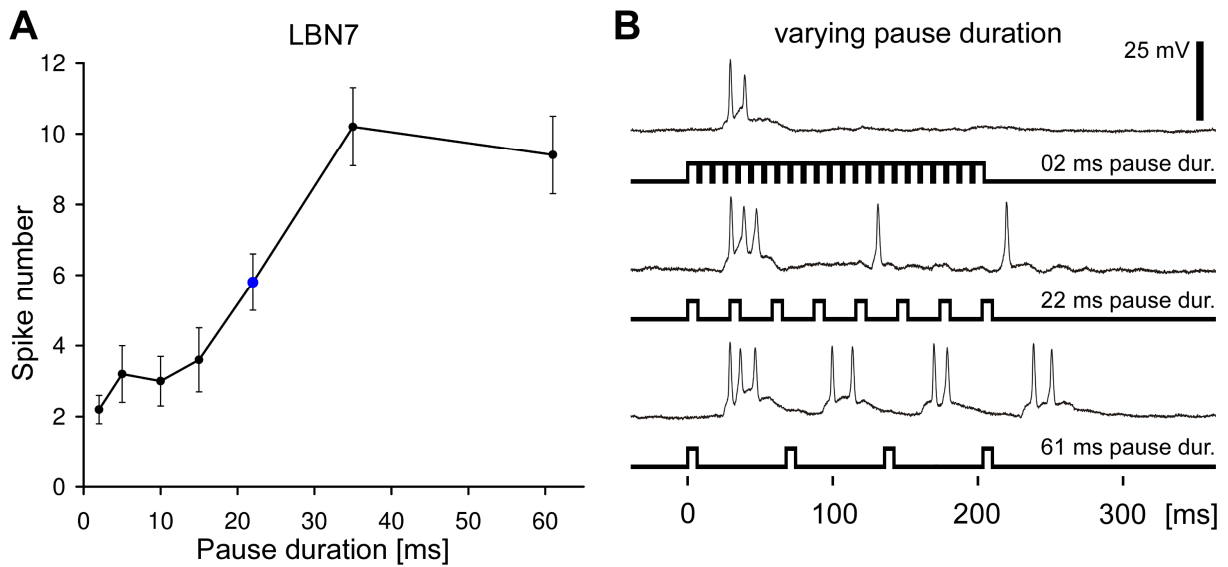 A
LBN7
12
10
8
6
4
2
0
Spike number
0 10 20 30 40 50 60
Pause duration [ms]
B
varying pause duration
25 mV
02 ms pause dur.
22 ms pause dur.
61 ms pause dur.
0 100 200 300 [ms]